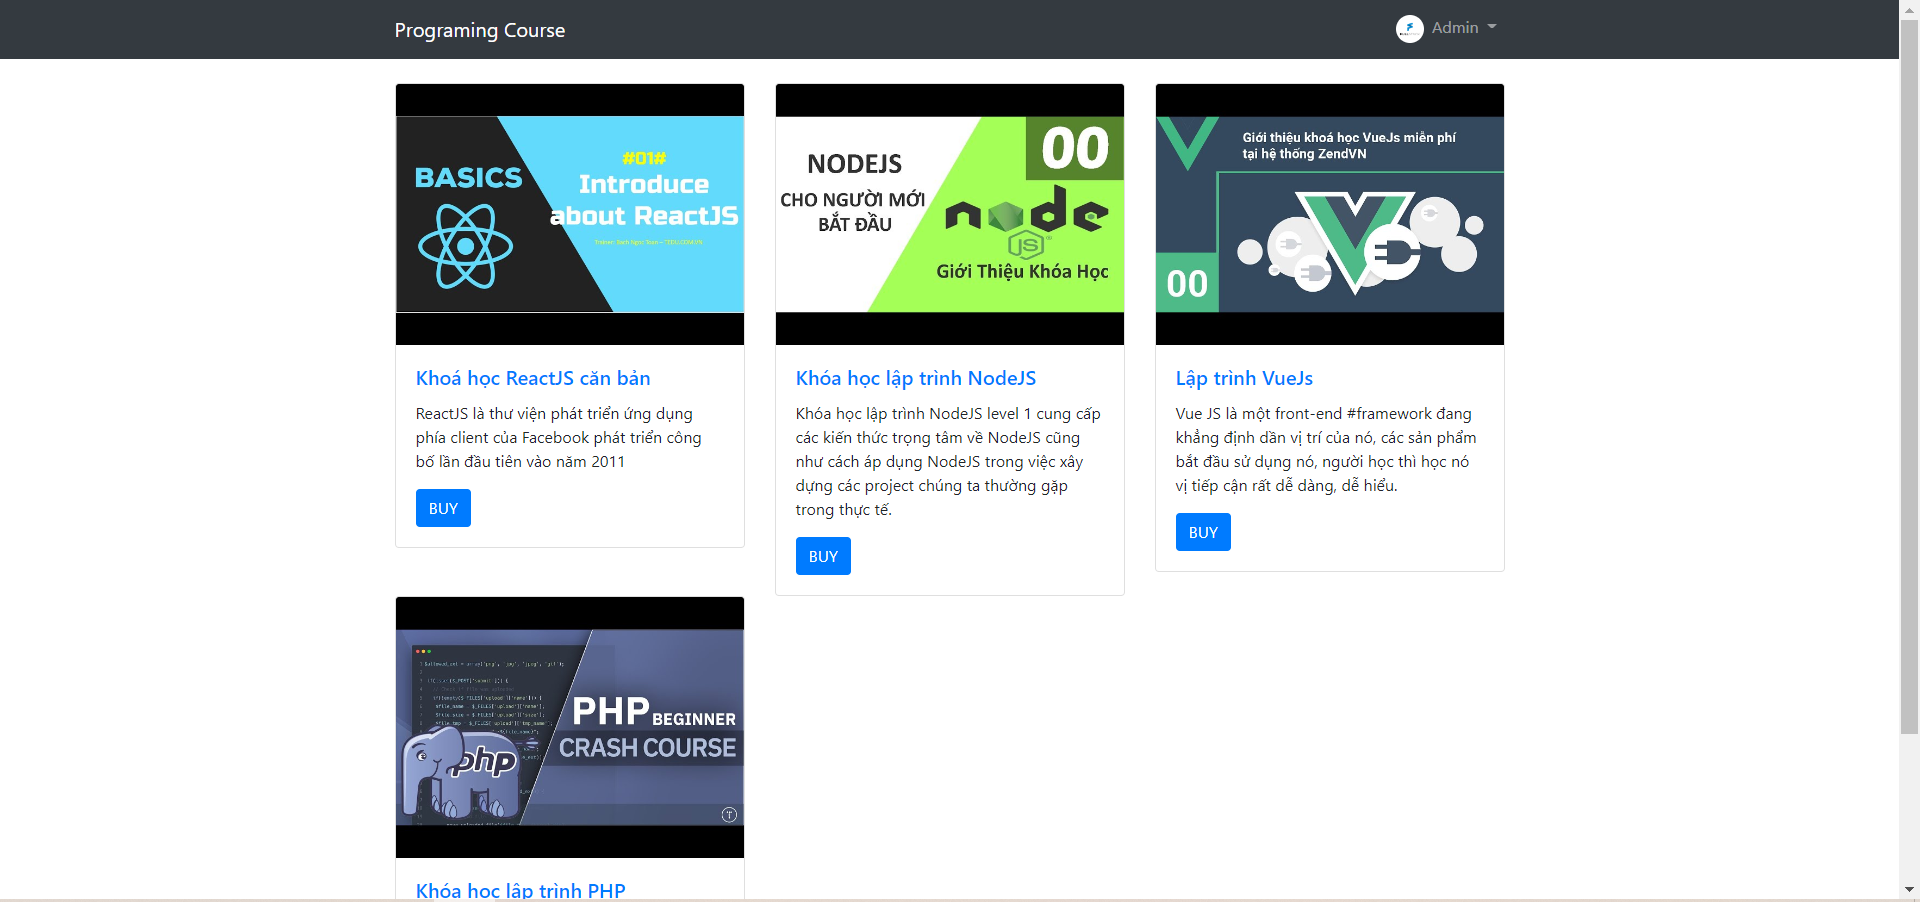 Programing Course
Admin
BASICS
#01#
Introduce
about ReactJS
Khoá học ReactJS căn bản
ReactJS là thư viện phát triển ứng dụng
phía client của Facebook phát triển công
bố lần đầu tiên vào năm 2011
BUY
NODEJS
CHO NGƯỜI MỚI
BẮT ĐẦU
00
node
JS
Giới Thiệu Khóa Học
Khóa học lập trình NodeJS
Khóa học lập trình NodeJS level 1 cung cấp
các kiến thức trọng tâm về NodeJS cũng
như cách áp dụng NodeJS trong việc xây
dựng các project chúng ta thường gặp
trong thực tế.
BUY
Giới thiệu khoá học VueJs miễn phí
tại hệ thống ZendVN
00
Lập trình VueJs
Vue JS là một front-end #framework đang
khẳng định dần vị trí của nó, các sản phẩm
bắt đầu sử dụng nó, người học thì học nó
vị tiếp cận rất dễ dàng, dễ hiểu.
BUY
PHP BEGINNER
CRASH COURSE
php
Khóa học lập trình PHP